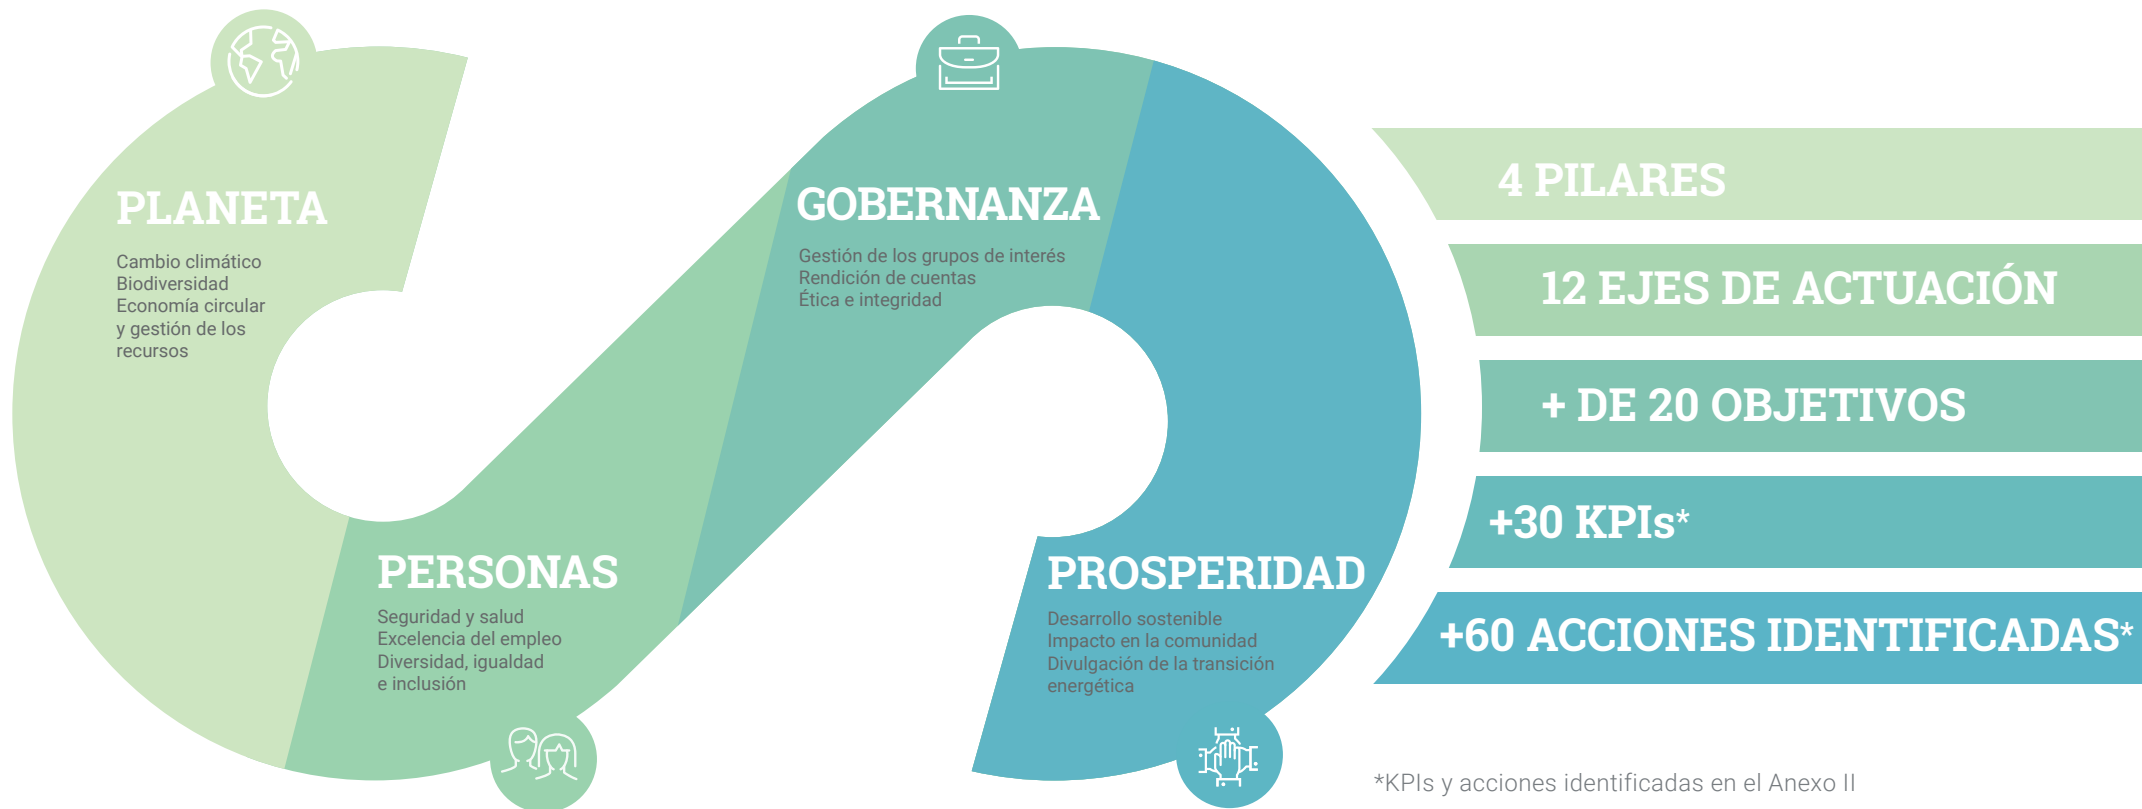 PLANETA
Cambio climático
Biodiversidad
Economía circular
y gestión de los
recursos
PERSONAS
Seguridad y salud
Excelencia del empleo
Diversidad, igualdad
e inclusión
GOBERNANZA
Gestión de los grupos de interés
Rendición de cuentas
Ética e integridad
PROSPERIDAD
Desarrollo sostenible
Impacto en la comunidad
Divulgación de la transición
energética
4 PILARES
12 EJES DE ACTUACIÓN
+ DE 20 OBJETIVOS
+30 KPIs*
+60 ACCIONES IDENTIFICADAS*
*KPIs y acciones identificadas en el Anexo II